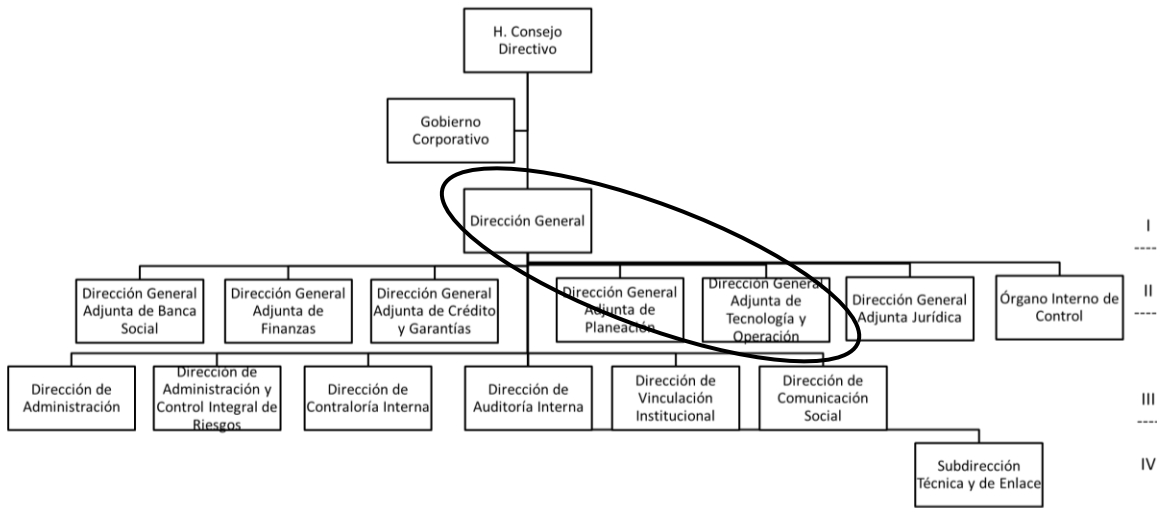 H. Consejo
Directivo
Gobierno
Corporativo
Dirección General
I
----
Dirección General
Adjunta de Banca
Social
Dirección General
Adjunta de
Finanzas
Dirección General
Adjunta de Crédito
y Garantías
Dirección General
Adjunta de
Planeación
Dirección General
Adjunta de
Tecnología y
Operación
Dirección General
Adjunta Jurídica
Órgano Interno de
Control
II
----
Dirección de
Administración
Dirección de
Administración y
Control Integral de
Riesgos
Dirección de
Contraloría Interna
Dirección de
Auditoría Interna
Dirección de
Vinculación
Institucional
Dirección de
Comunicación
Social
III
----
Subdirección
Técnica y de Enlace
IV